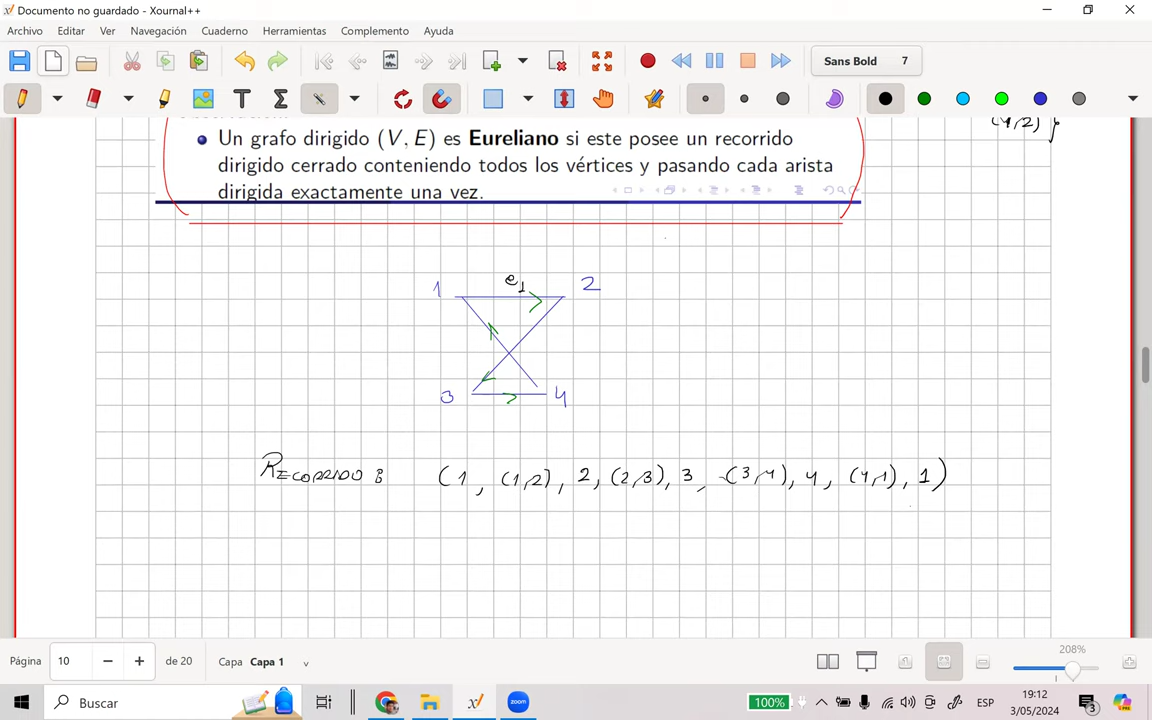 Documento no guardado - Xournal++
Archivo Editar Ver Navegación Cuaderno Herramientas Complemento Ayuda
Sans Bold 7
(4,2) }
Un grafo dirigido (V, E) es Eureliano si este posee un recorrido
dirigido cerrado conteniendo todos los vértices y pasando cada arista
dirigida exactamente una vez.
1 e1 2
3 4
RECORRIDO : (1, (1,2), 2, (2,3), 3, (3,4), 4, (4,1), 1)
Página 10 de 20 Capa Capa 1 208%
Buscar zoom 100% ESP 19:12 3/05/2024 3